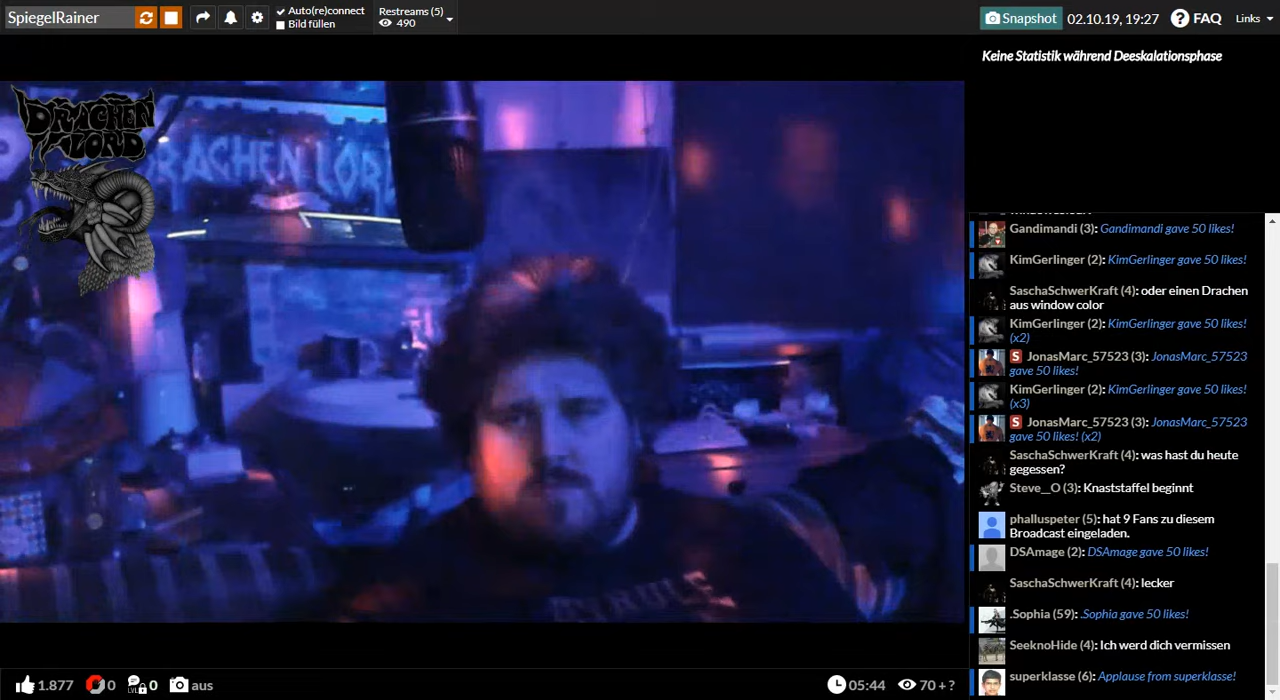 SpiegelRainer
Auto(re)connect
Bild füllen
Restreams (5)
490
Snapshot
02.10.19, 19:27
? FAQ
Links
Keine Statistik während Deeskalationsphase
DRACHEN
LORD
DRACHEN LORD
Gandimandi (3): Gandimandi gave 50 likes!
KimGerlinger (2): KimGerlinger gave 50 likes!
SaschaSchwerKraft (4): oder einen Drachen
aus window color
KimGerlinger (2): KimGerlinger gave 50 likes!
(x2)
S JonasMarc_57523 (3): JonasMarc_57523
gave 50 likes!
KimGerlinger (2): KimGerlinger gave 50 likes!
(x3)
S JonasMarc_57523 (3): JonasMarc_57523
gave 50 likes! (x2)
SaschaSchwerKraft (4): was hast du heute
gegessen?
Steve__O (3): Knaststaffel beginnt
phalluspeter (5): hat 9 Fans zu diesem
Broadcast eingeladen.
DSAmage (2): DSAmage gave 50 likes!
SaschaSchwerKraft (4): lecker
.Sophia (59): .Sophia gave 50 likes!
SeeknoHide (4): Ich werd dich vermissen
superklasse (6): Applause from superklasse!
1.877
0
LVL
0
aus
05:44
70 + ?